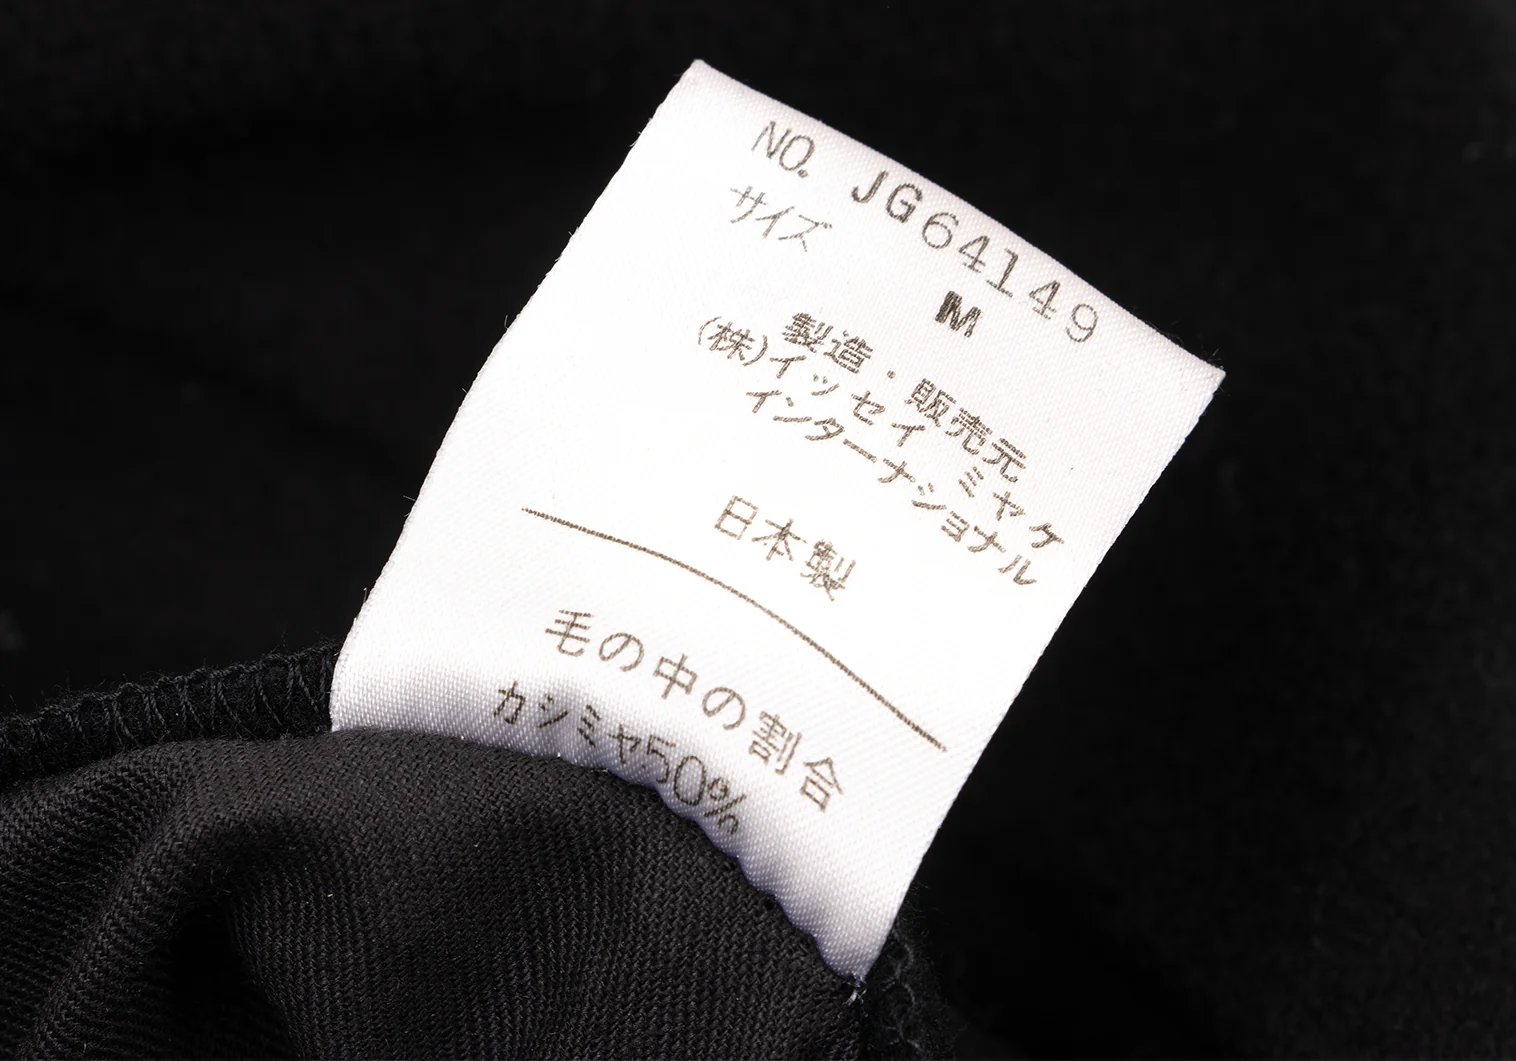 NO. JG64149
サイズ M
製造・販売元
(株)イッセイ ミヤケ
インターナショナル
日本製
毛の中の割合
カシミヤ50%